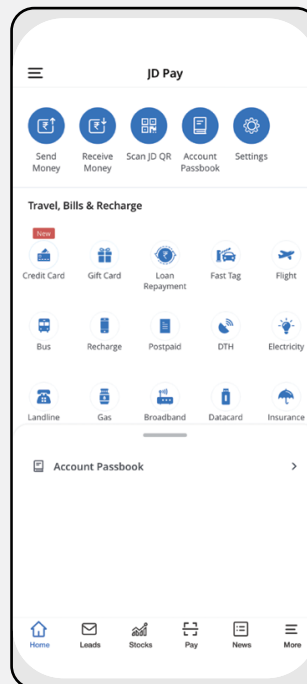 JD Pay
Send Money
Receive Money
Scan JD QR
Account Passbook
Settings
Travel, Bills & Recharge
New
Credit Card
Gift Card
Loan Repayment
Fast Tag
Flight
Bus
Recharge
Postpaid
DTH
Electricity
Landline
Gas
Broadband
Datacard
Insurance
Account Passbook
Home
Leads
Stocks
Pay
News
More